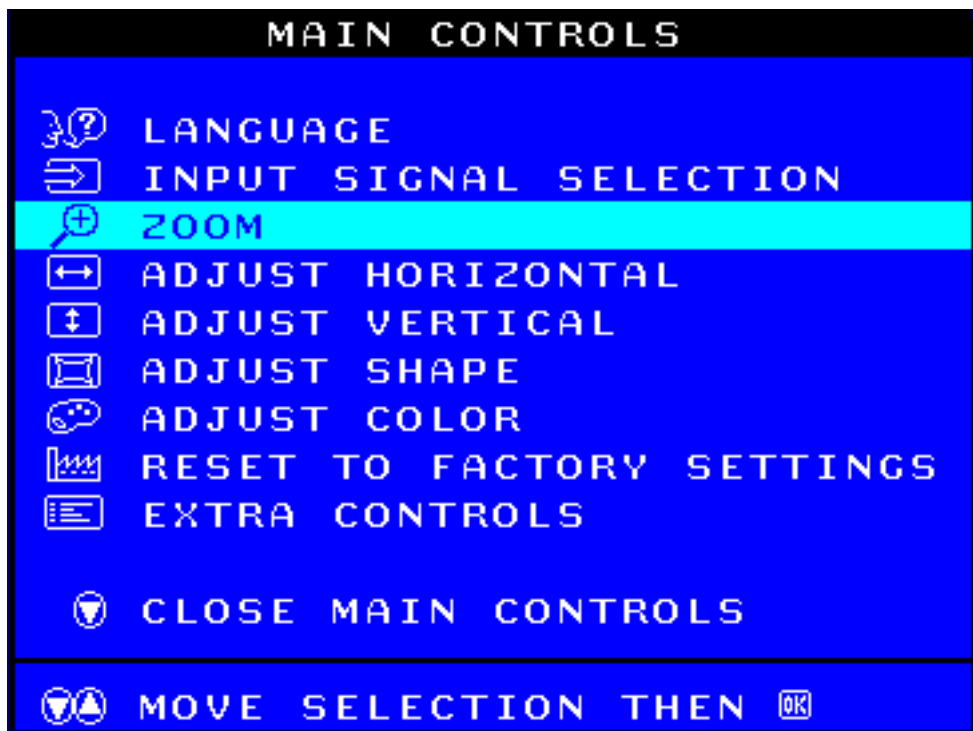 MAIN CONTROLS
LANGUAGE
INPUT SIGNAL SELECTION
ZOOM
ADJUST HORIZONTAL
ADJUST VERTICAL
ADJUST SHAPE
ADJUST COLOR
RESET TO FACTORY SETTINGS
EXTRA CONTROLS
CLOSE MAIN CONTROLS
MOVE SELECTION THEN OK